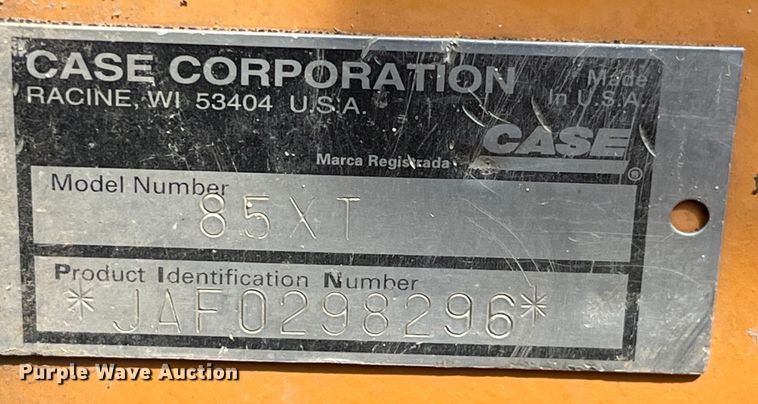 CASE CORPORATION
RACINE, WI 53404 U.S.A.
Made
In U.S.A.
CASE
®
Marca Registrada
Model Number
85XT
Product Identification Number
*JAF0298296*
Purple Wave Auction